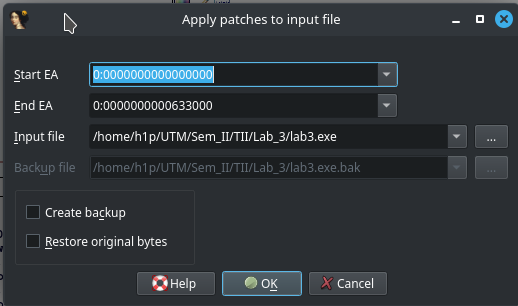 Apply patches to input file
Start EA 0:0000000000000000
End EA 0:0000000000633000
Input file /home/h1p/UTM/Sem_II/TII/Lab_3/lab3.exe ...
Backup file /home/h1p/UTM/Sem_II/TII/Lab_3/lab3.exe.bak ...
Create backup
Restore original bytes
Help OK Cancel